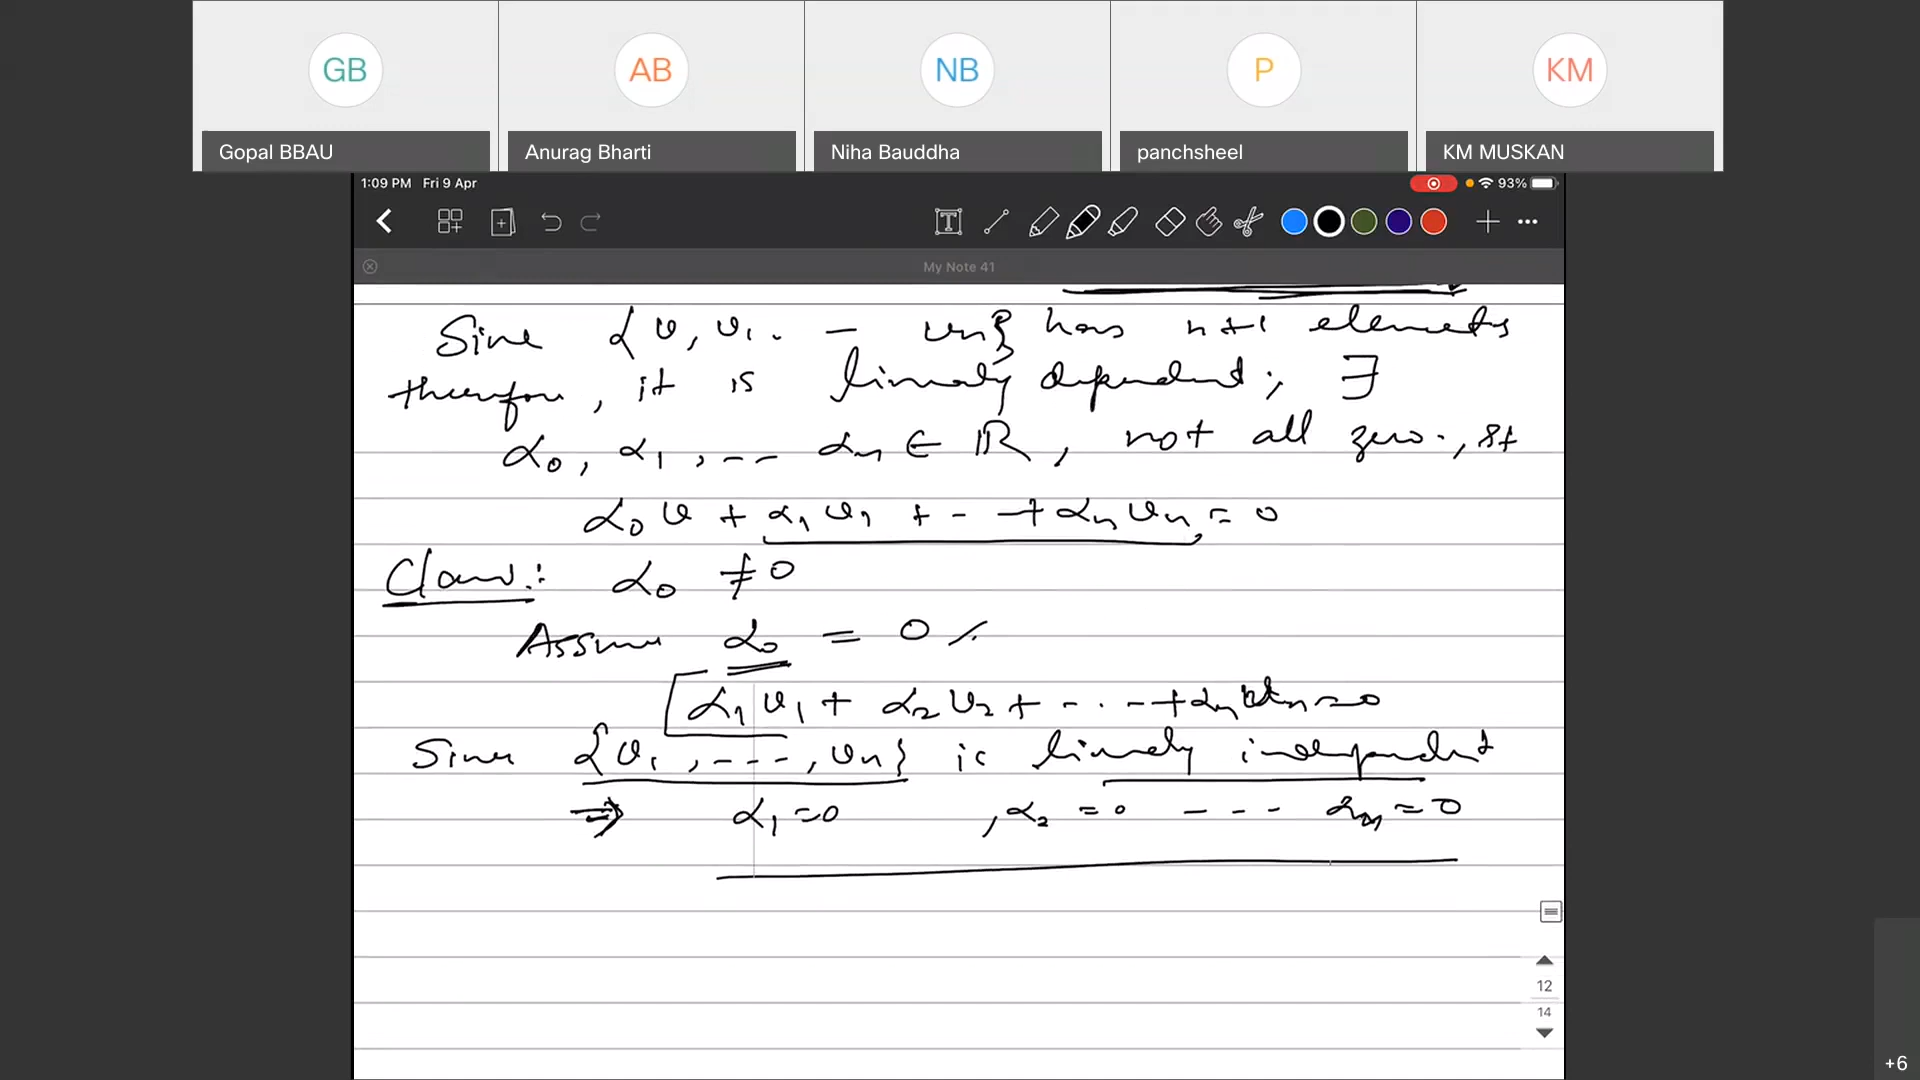 GB AB NB P KM
Gopal BBAU Anurag Bharti Niha Bauddha panchsheel KM MUSKAN
1:09 PM Fri 9 Apr 93%
My Note 41
Sine {v, v₁. – vn} has n+1 elements
therefore, it is linearly dependent; ∃
α₀, α₁, --- αn ∈ ℝ, not all zero., st
α₀v + α₁v₁ + - + αnvn = 0
Claim: α₀ ≠ 0
Assume α₀ = 0
α₁v₁ + α₂v₂ + - . . - + αnvn = 0
Since {v₁, ---, vn} is linearly independent
⇒ α₁ = 0, α₂ = 0 --- αn = 0
12
14
+6